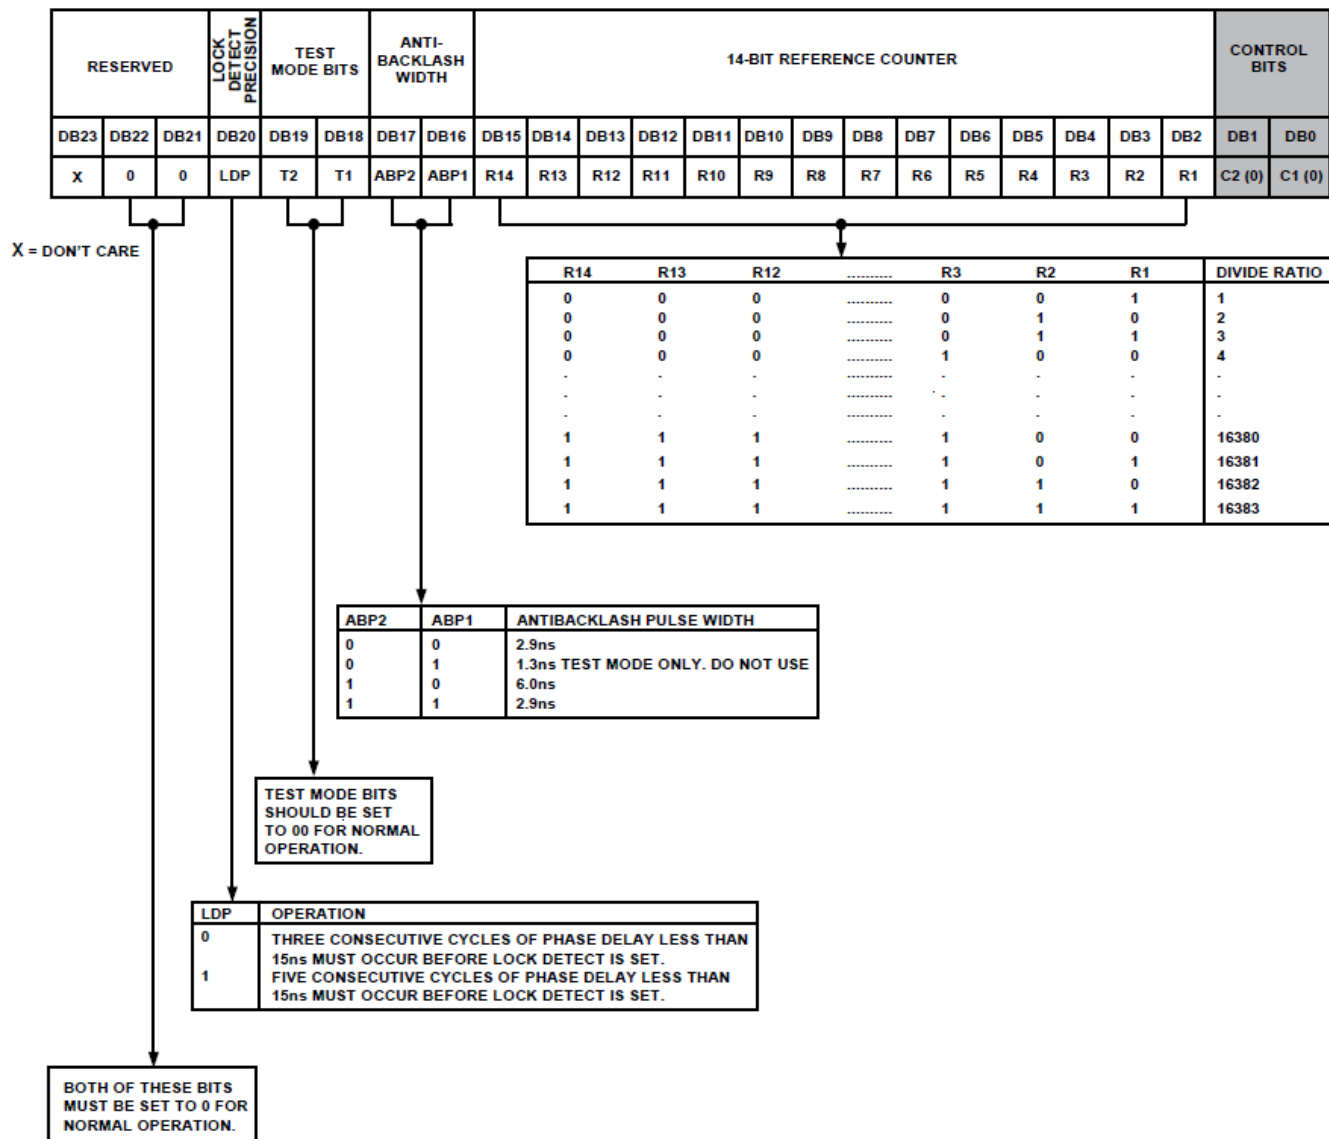 RESERVED
LOCK
DETECT
PRECISION
TEST
MODE BITS
ANTI-
BACKLASH
WIDTH
14-BIT REFERENCE COUNTER
CONTROL
BITS
DB23 DB22 DB21 DB20 DB19 DB18 DB17 DB16 DB15 DB14 DB13 DB12 DB11 DB10 DB9 DB8 DB7 DB6 DB5 DB4 DB3 DB2 DB1 DB0
X 0 0 LDP T2 T1 ABP2 ABP1 R14 R13 R12 R11 R10 R9 R8 R7 R6 R5 R4 R3 R2 R1 C2 (0) C1 (0)
X = DON'T CARE
R14 R13 R12 .......... R3 R2 R1 DIVIDE RATIO
0 0 0 .......... 0 0 1 1
0 0 0 .......... 0 1 0 2
0 0 0 .......... 0 1 1 3
0 0 0 .......... 1 0 0 4
. . . .......... . . . .
. . . .......... . . . .
. . . .......... . . . .
1 1 1 .......... 1 0 0 16380
1 1 1 .......... 1 0 1 16381
1 1 1 .......... 1 1 0 16382
1 1 1 .......... 1 1 1 16383
ABP2 ABP1 ANTIBACKLASH PULSE WIDTH
0 0 2.9ns
0 1 1.3ns TEST MODE ONLY. DO NOT USE
1 0 6.0ns
1 1 2.9ns
TEST MODE BITS
SHOULD BE SET
TO 00 FOR NORMAL
OPERATION.
LDP OPERATION
0 THREE CONSECUTIVE CYCLES OF PHASE DELAY LESS THAN
15ns MUST OCCUR BEFORE LOCK DETECT IS SET.
1 FIVE CONSECUTIVE CYCLES OF PHASE DELAY LESS THAN
15ns MUST OCCUR BEFORE LOCK DETECT IS SET.
BOTH OF THESE BITS
MUST BE SET TO 0 FOR
NORMAL OPERATION.